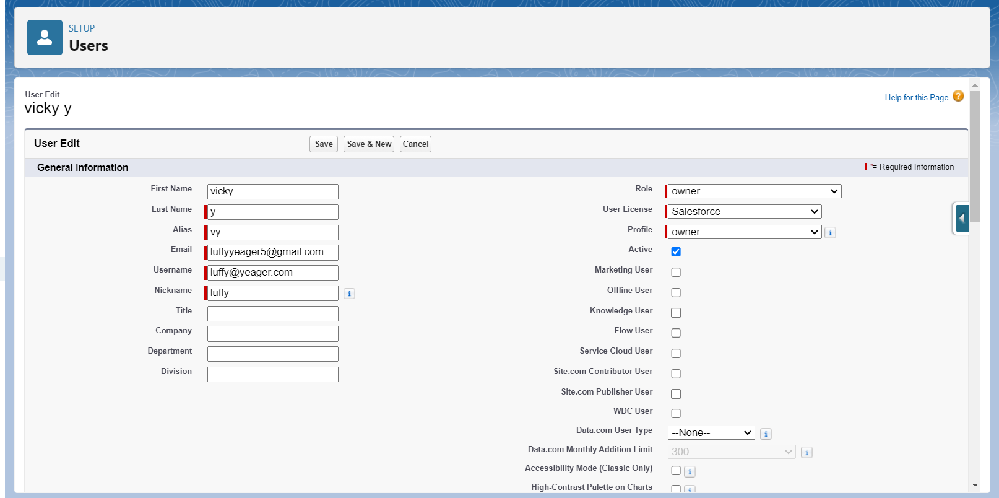 SETUP
Users
User Edit
vicky y
Help for this Page ?
User Edit
Save
Save & New
Cancel
General Information
*= Required Information
First Name vicky
Last Name y
Alias vy
Email luffyyeager5@gmail.com
Username luffy@yeager.com
Nickname luffy i
Title
Company
Department
Division
Role owner
User License Salesforce
Profile owner i
Active
Marketing User
Offline User
Knowledge User
Flow User
Service Cloud User
Site.com Contributor User
Site.com Publisher User
WDC User
Data.com User Type --None-- i
Data.com Monthly Addition Limit 300 i
Accessibility Mode (Classic Only) i
High-Contrast Palette on Charts i